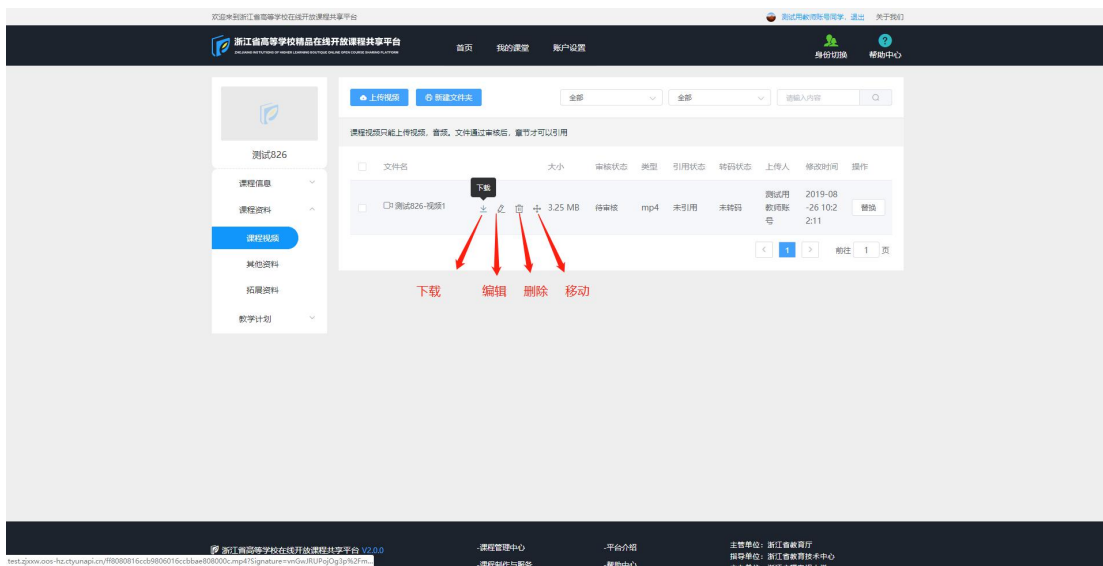 欢迎来到浙江省高等学校在线开放课程共享平台
测试用教师账号同学，退出 关于我们
浙江省高等学校精品在线开放课程共享平台
首页 我的课堂 账户设置
身份切换 帮助中心
上传视频 新建文件夹 全部 全部 请输入内容
课程视频只能上传视频、音频。文件通过审核后，章节才可以引用
测试826
课程信息
课程资料
课程视频
其他资料
拓展资料
教学计划
文件名 大小 审核状态 类型 引用状态 转码状态 上传人 修改时间 操作
下载
测试826-视频1 3.25 MB 待审核 mp4 未引用 未转码 测试用教师账号 2019-08-26 10:22:11 替换
1 前往 1 页
下载 编辑 删除 移动
浙江省高等学校在线开放课程共享平台 V2.0.0
-课程管理中心
-平台介绍
主管单位：浙江省教育厅
指导单位：浙江省教育技术中心
-课程制作与服务
-帮助中心